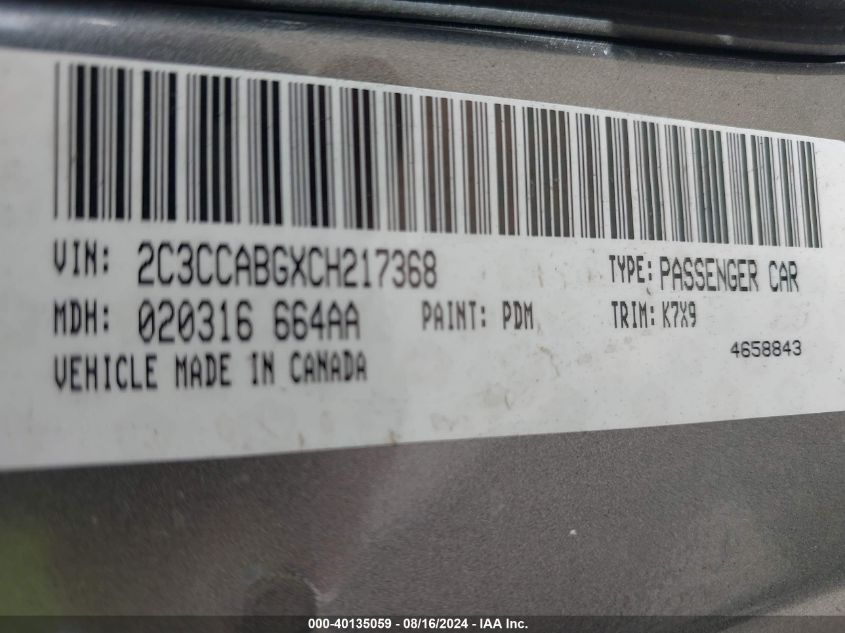 VIN: 2C3CCABGXCH217368 TYPE: PASSENGER CAR
MDH: 020316 664AA PAINT: PDM TRIM: K7X9
4658843
VEHICLE MADE IN CANADA
000-40135059 - 08/16/2024 - IAA Inc.